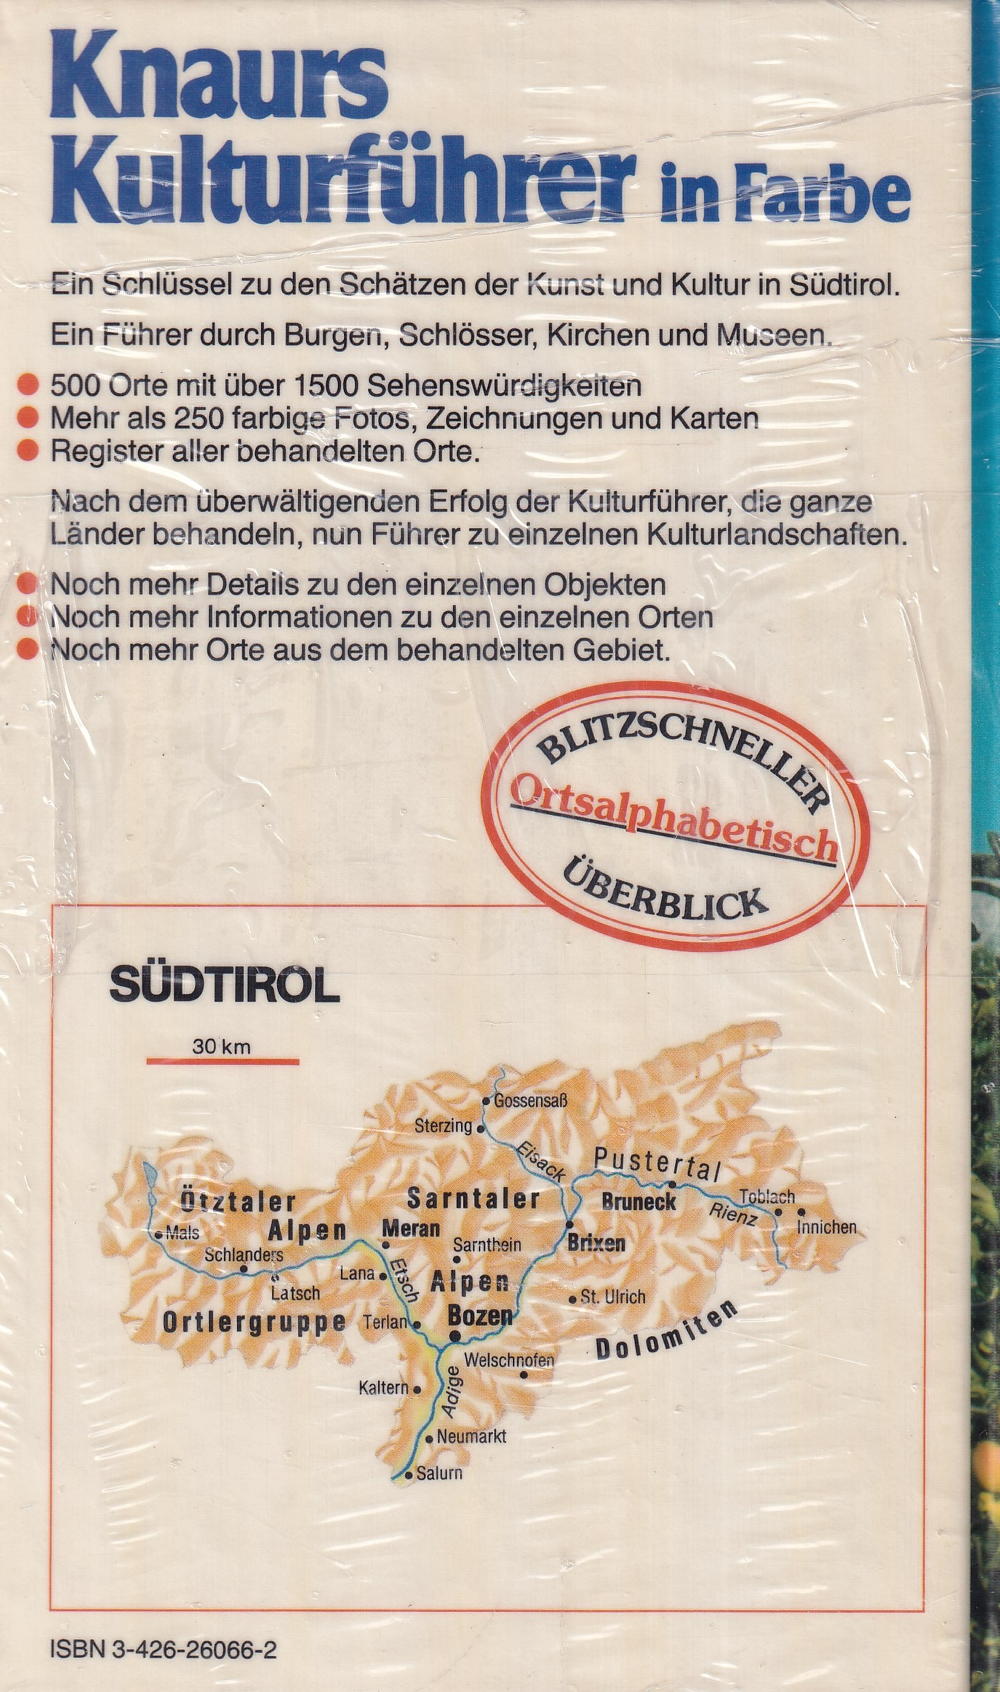 Knaurs
Kulturführer in Farbe
Ein Schlüssel zu den Schätzen der Kunst und Kultur in Südtirol.
Ein Führer durch Burgen, Schlösser, Kirchen und Museen.
500 Orte mit über 1500 Sehenswürdigkeiten
Mehr als 250 farbige Fotos, Zeichnungen und Karten
Register aller behandelten Orte.
Nach dem überwältigenden Erfolg der Kulturführer, die ganze
Länder behandeln, nun Führer zu einzelnen Kulturlandschaften.
Noch mehr Details zu den einzelnen Objekten
Noch mehr Informationen zu den einzelnen Orten
Noch mehr Orte aus dem behandelten Gebiet.
BLITZSCHNELLER
Ortsalphabetisch
ÜBERBLICK
SÜDTIROL
30 km
Gossensaß
Sterzing
Eisack
Pustertal
Ötztaler
Alpen
Sarntaler
Alpen
Bruneck
Toblach
Rienz
Innichen
Mals
Meran
Sarnthein
Brixen
Schlanders
Latsch
Lana
Etsch
St. Ulrich
Ortlergruppe
Terlan
Bozen
Dolomiten
Welschnofen
Kaltern
Adige
Neumarkt
Salurn
ISBN 3-426-26066-2